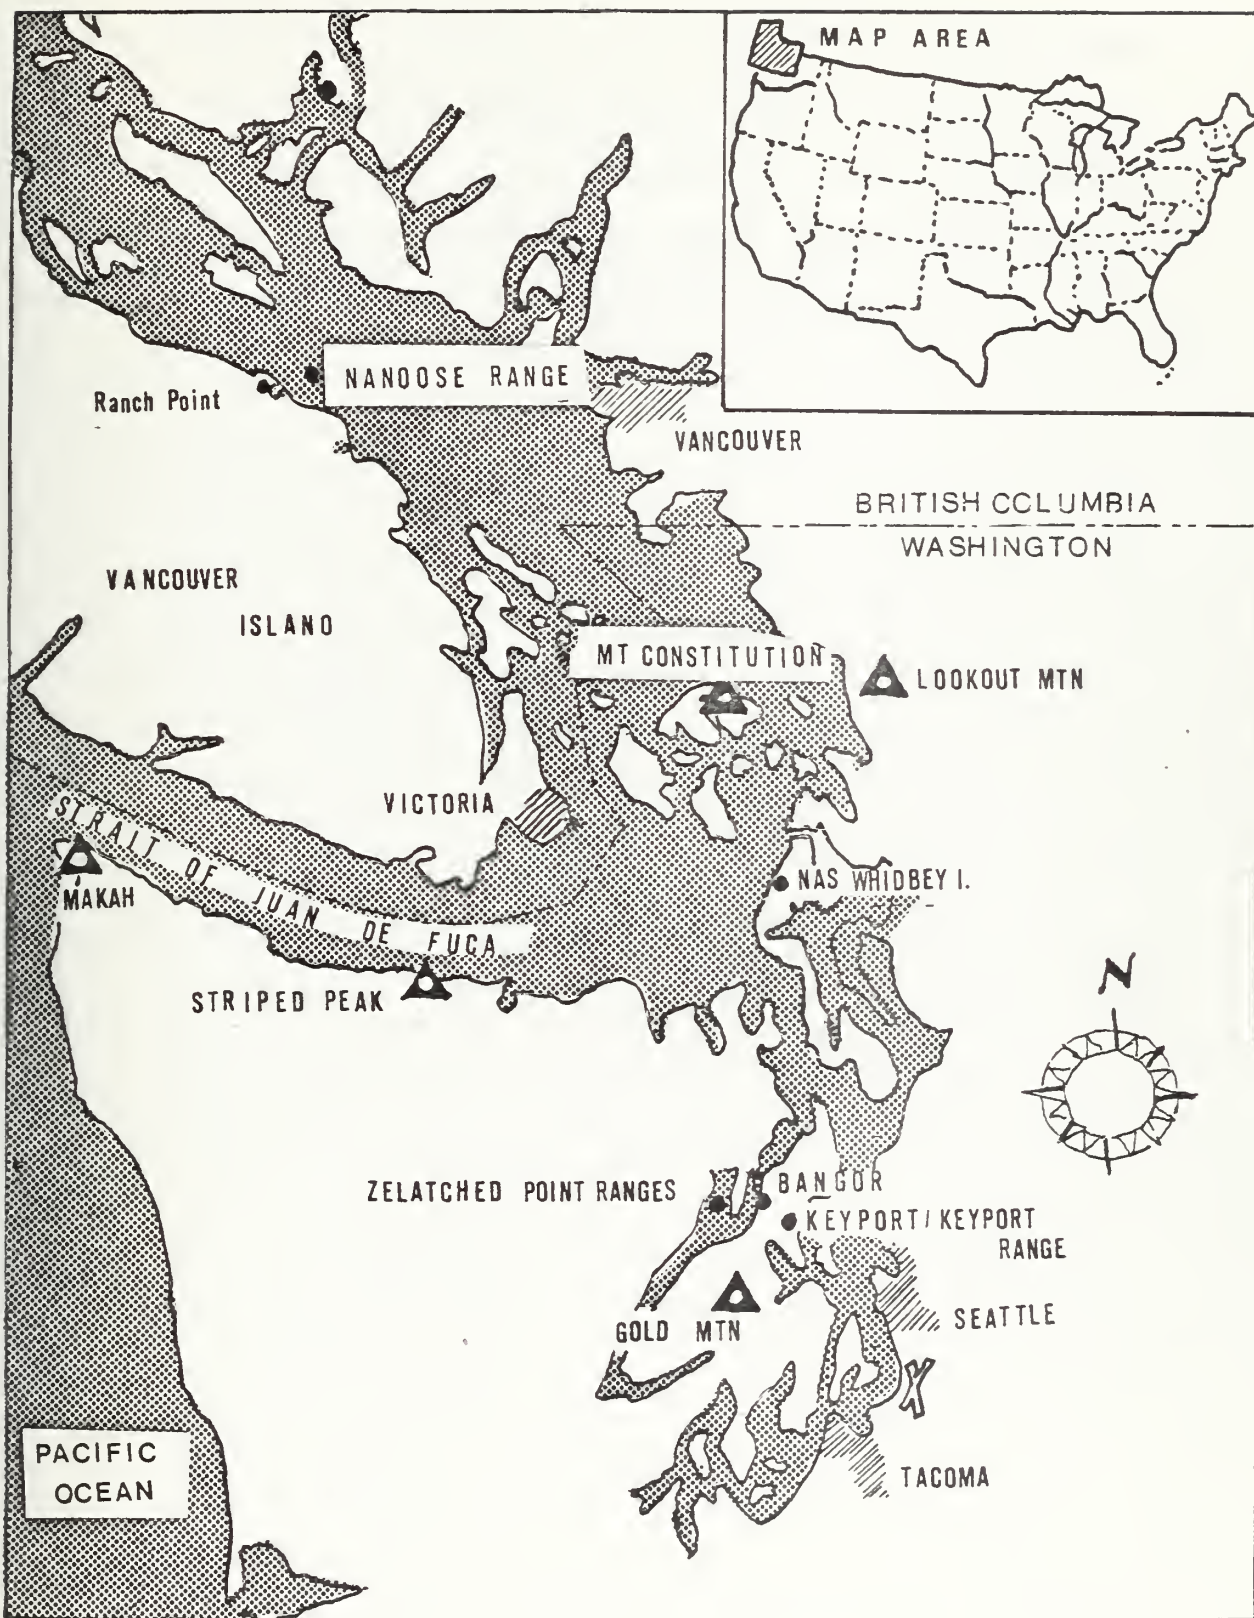 MAP AREA
NANOOSE RANGE
Ranch Point
VANCOUVER
BRITISH CCLUMBIA
WASHINGTON
VANCOUVER
ISLANO
MT CONSTITUTION
LOOKOUT MTN
VICTORIA
STRAIT OF JUAN DE FUCA
MAKAH
NAS WHIDBEY I.
STRIPED PEAK
N
ZELATCHED POINT RANGES
BANGOR
KEYPORT/KEYPORT
RANGE
SEATTLE
GOLD MTN
PACIFIC
OCEAN
TACOMA